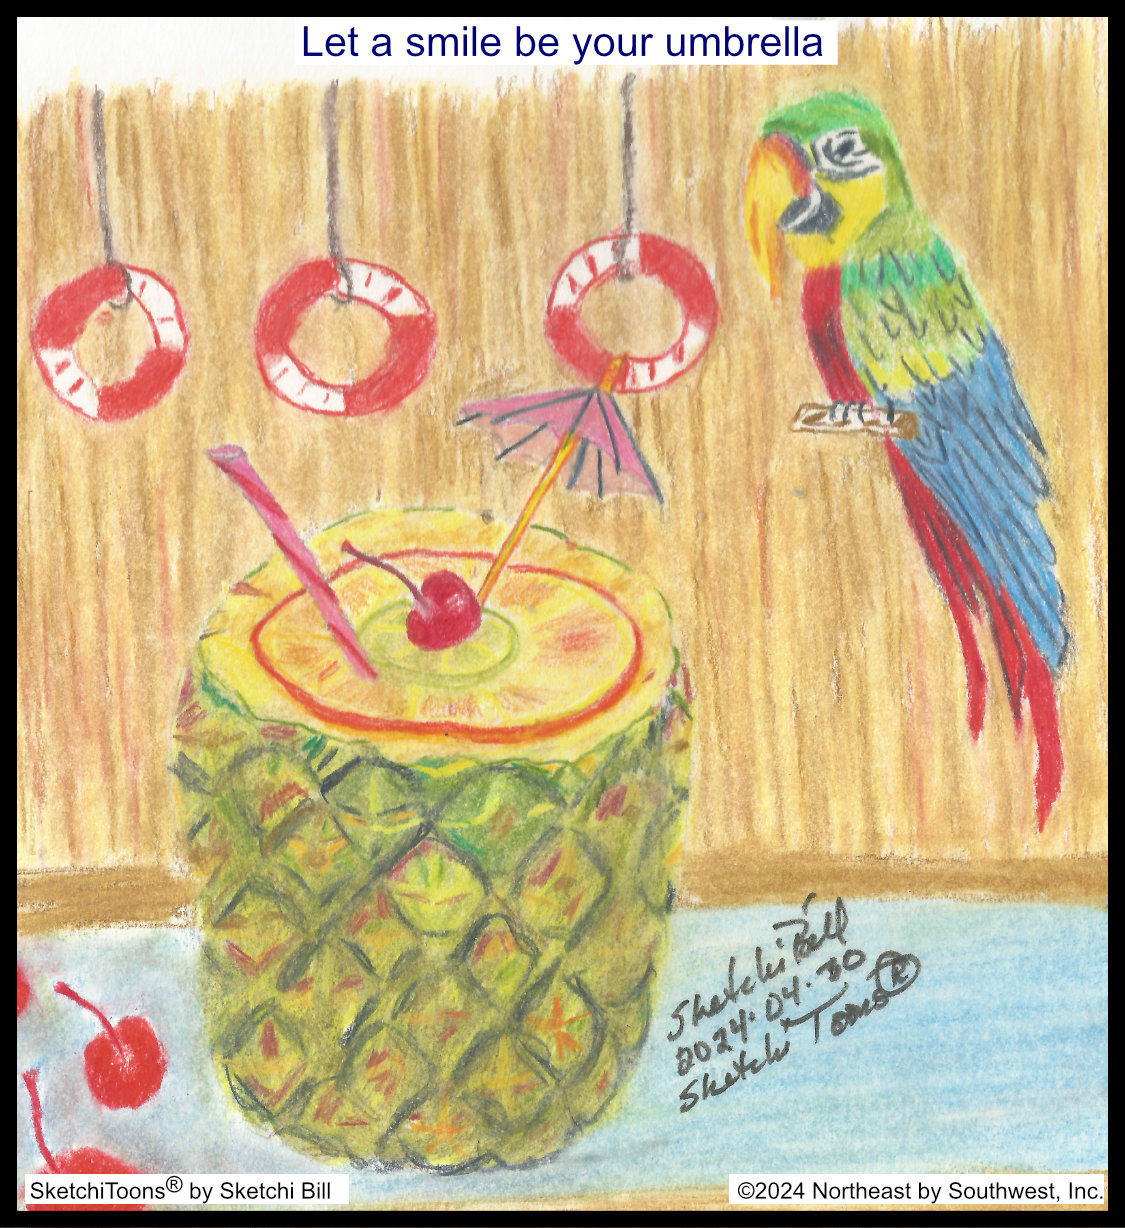 Let a smile be your umbrella
Sketchi Bill
2024.04.30
SketchiToons®
SketchiToons® by Sketchi Bill
©2024 Northeast by Southwest, Inc.